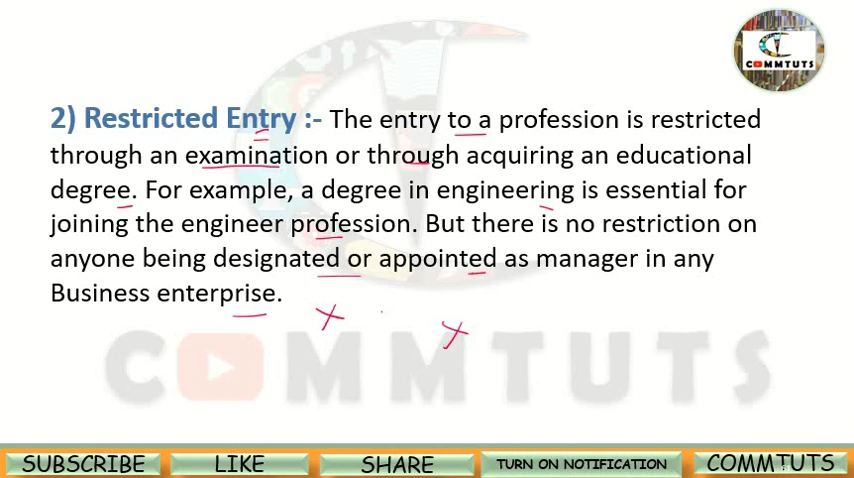 COMMTUTS
2) Restricted Entry :- The entry to a profession is restricted
through an examination or through acquiring an educational
degree. For example, a degree in engineering is essential for
joining the engineer profession. But there is no restriction on
anyone being designated or appointed as manager in any
Business enterprise.
COMMTUTS
SUBSCRIBE LIKE SHARE TURN ON NOTIFICATION COMMTUTS